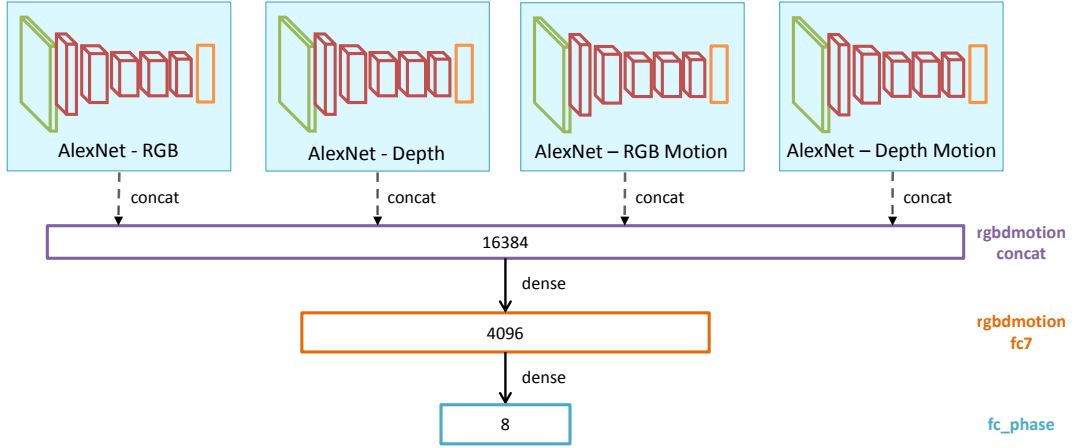 AlexNet - RGB
AlexNet - Depth
AlexNet – RGB Motion
AlexNet – Depth Motion
concat
concat
concat
concat
16384
rgbdmotion
concat
dense
4096
rgbdmotion
fc7
dense
8
fc_phase